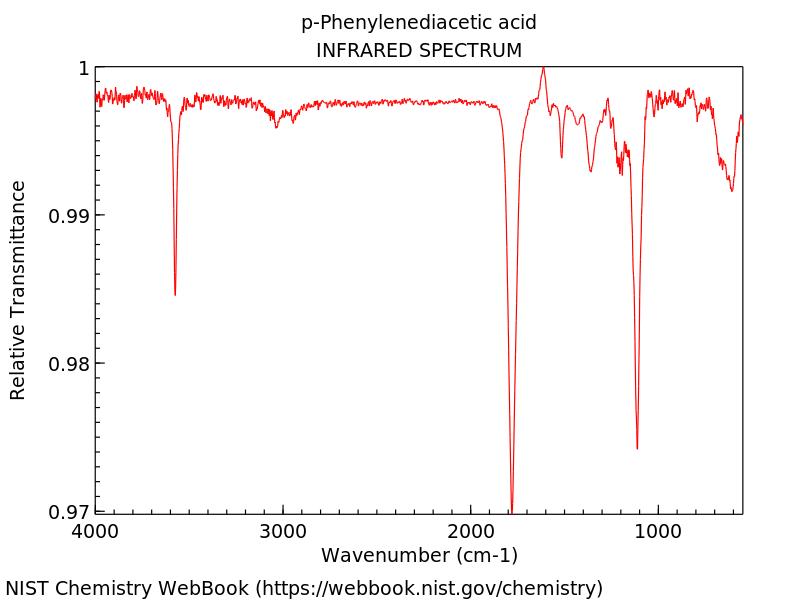 p-Phenylenediacetic acid
INFRARED SPECTRUM
1
0.99
0.98
0.97
Relative Transmittance
4000 3000 2000 1000
Wavenumber (cm-1)
NIST Chemistry WebBook (https://webbook.nist.gov/chemistry)